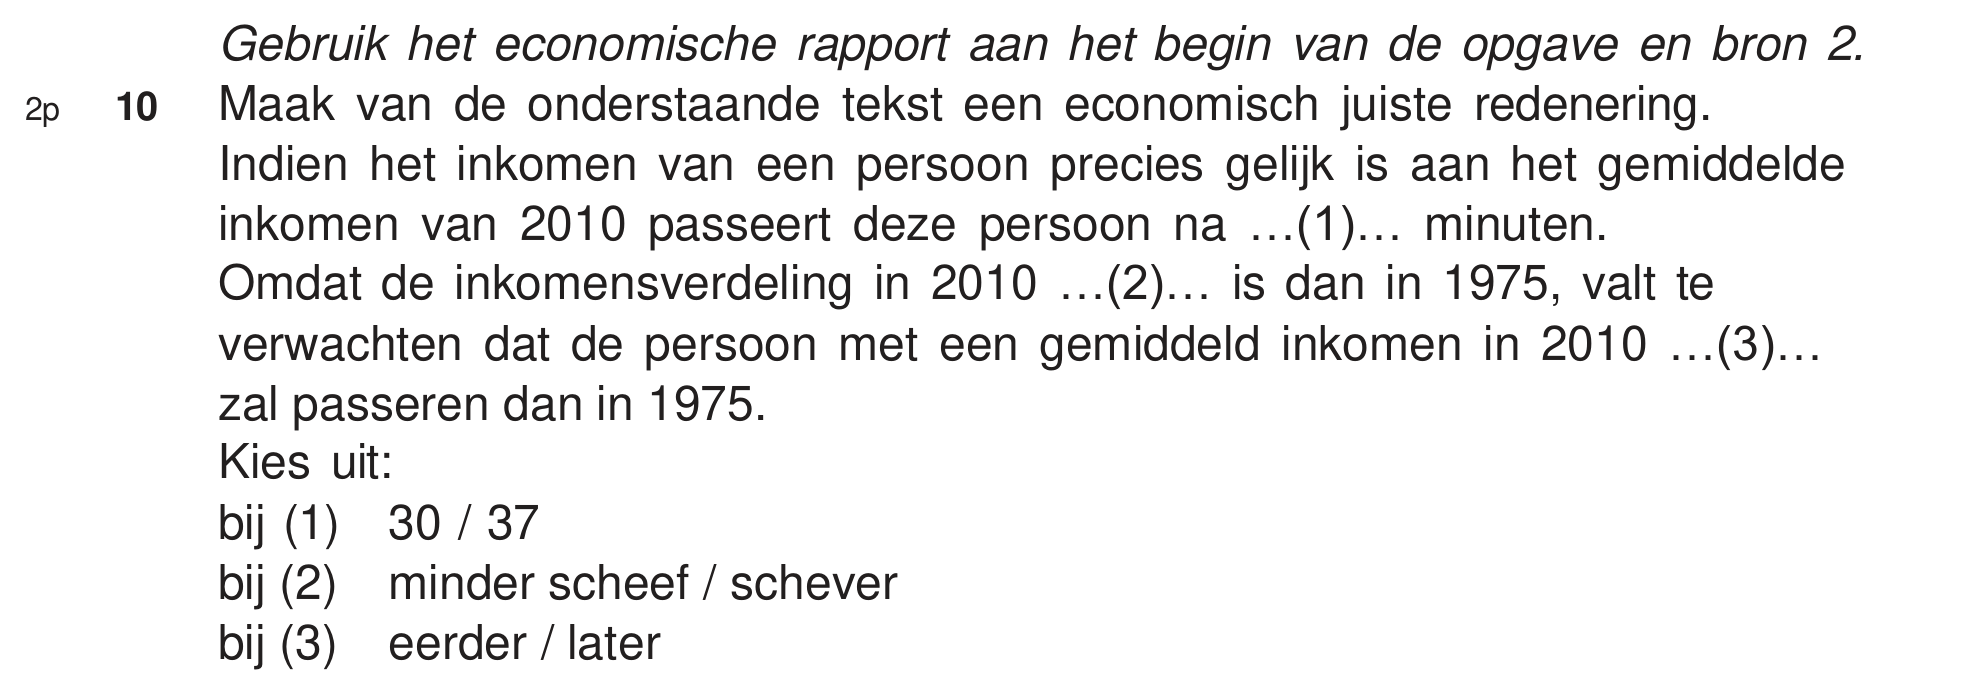 Gebruik het economische rapport aan het begin van de opgave en bron 2.
2p 10 Maak van de onderstaande tekst een economisch juiste redenering.
Indien het inkomen van een persoon precies gelijk is aan het gemiddelde
inkomen van 2010 passeert deze persoon na …(1)… minuten.
Omdat de inkomensverdeling in 2010 …(2)… is dan in 1975, valt te
verwachten dat de persoon met een gemiddeld inkomen in 2010 …(3)…
zal passeren dan in 1975.
Kies uit:
bij (1) 30 / 37
bij (2) minder scheef / schever
bij (3) eerder / later